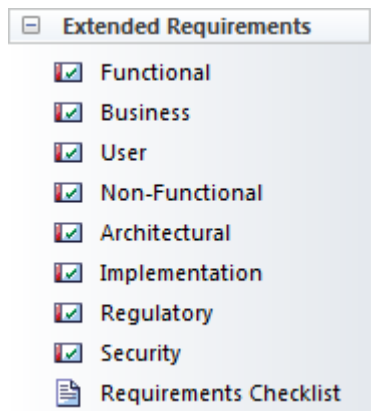 Extended Requirements
Functional
Business
User
Non-Functional
Architectural
Implementation
Regulatory
Security
Requirements Checklist